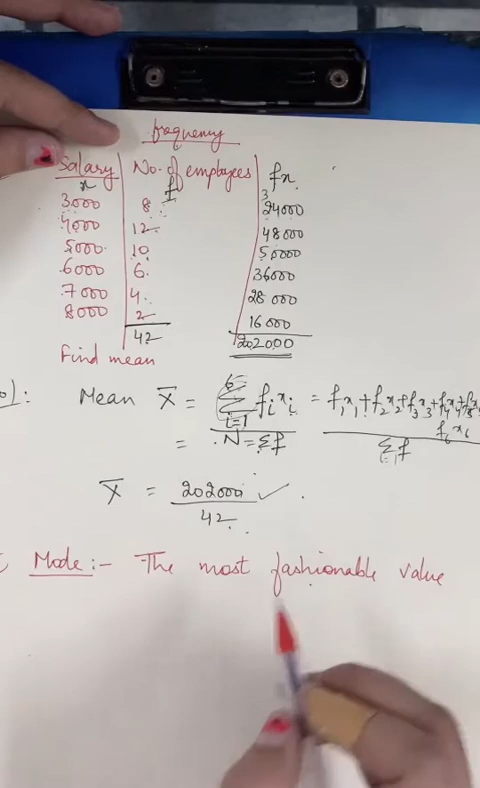 frequency
Salary No. of employees fx
x f
3000 8 24000
4000 12 48000
5000 10 50000
6000 6 36000
7000 4 28000
8000 2 16000
42 202000
Find mean
Mean X̄ = Σ fᵢxᵢ = f₁x₁ + f₂x₂ + f₃x₃ + f₄x₄ +
i=1 f₆x₆
= N = Σf Σf
i=1
X̄ = 202000
42
Mode:- The most fashionable value